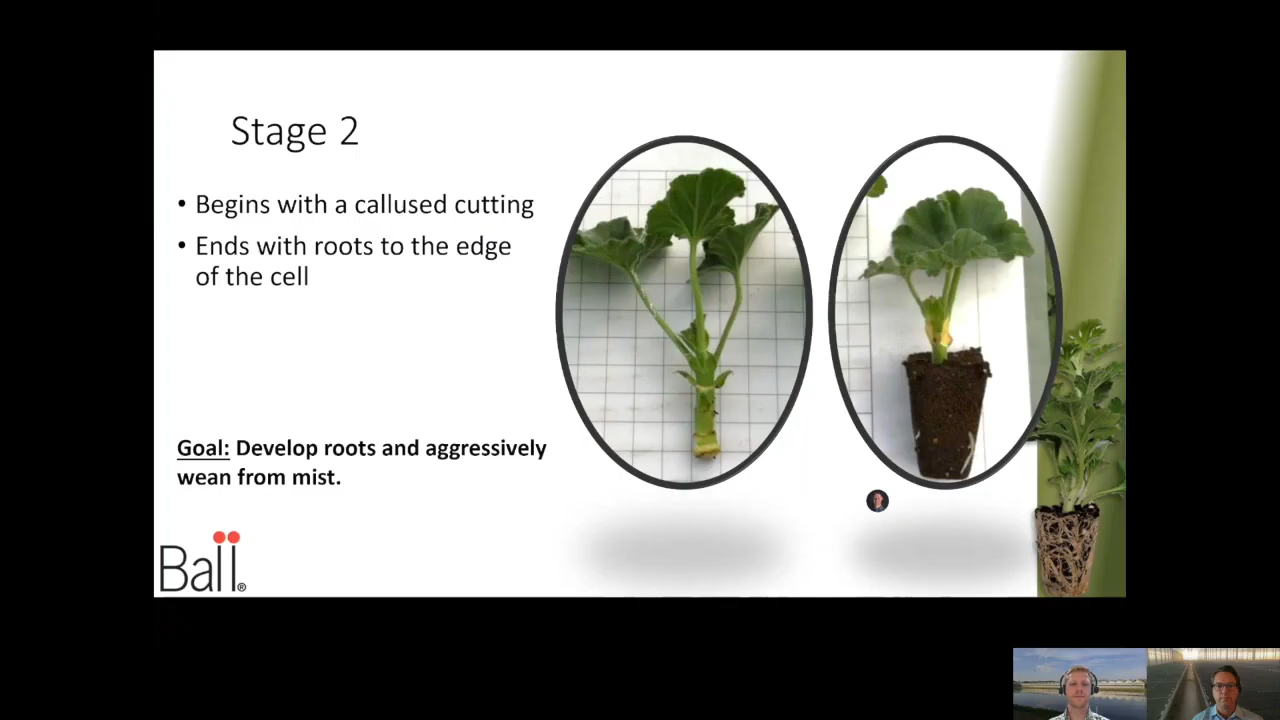 Stage 2
• Begins with a callused cutting
• Ends with roots to the edge
of the cell
Goal: Develop roots and aggressively
wean from mist.
Ball®